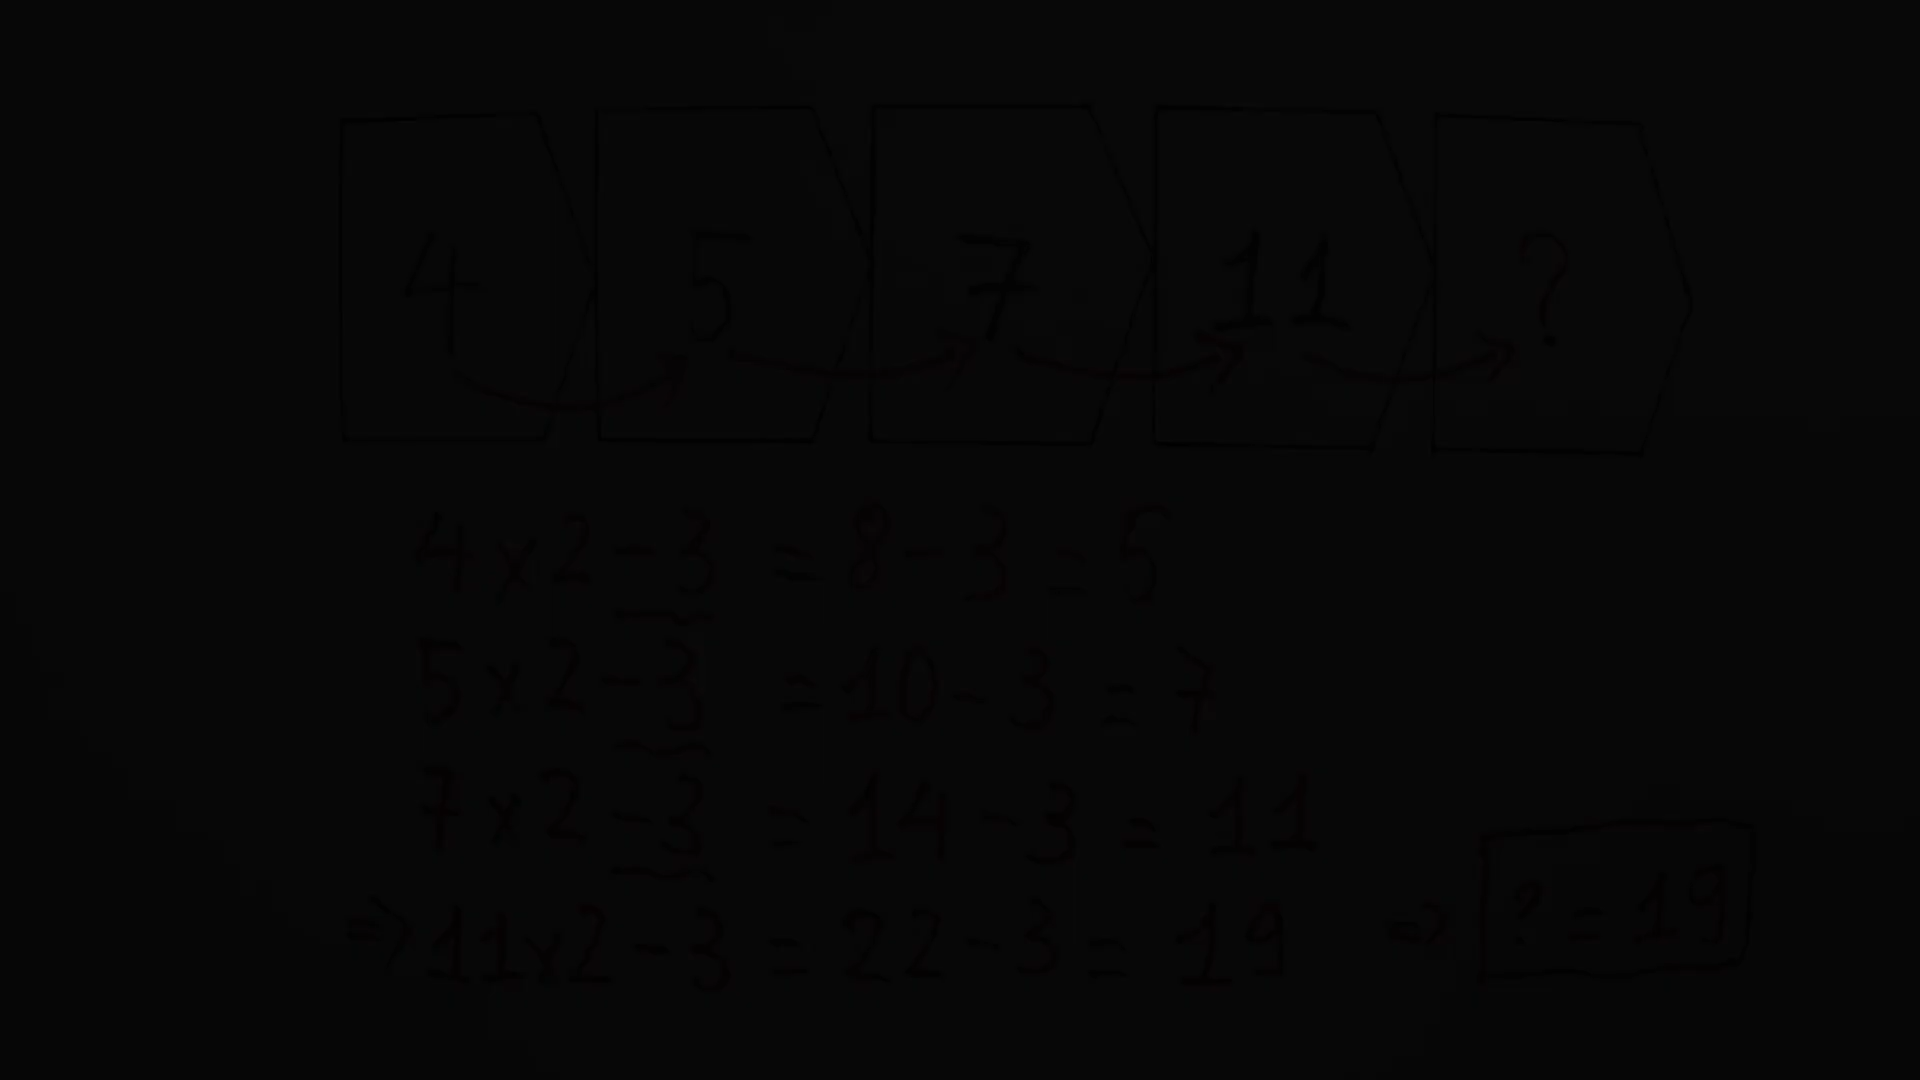 4 5 7 11 ?
4x2-3 = 8-3=5
5x2-3 =10-3=7
7x2-3 =14-3=11
⇒11x2-3=22-3=19 ⇒ ?=19